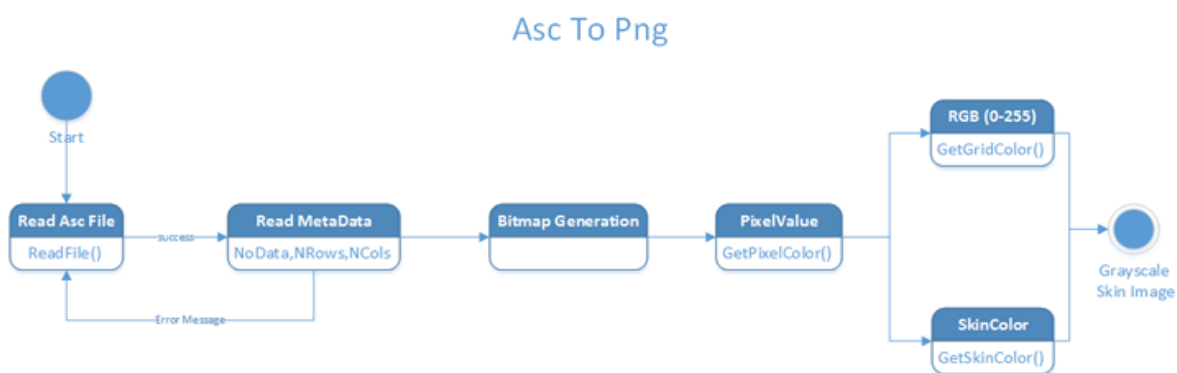 Asc To Png
Start
Read Asc File
ReadFile()
success
Read MetaData
NoData,NRows,NCols
Error Message
Bitmap Generation
PixelValue
GetPixelColor()
RGB (0-255)
GetGridColor()
SkinColor
GetSkinColor()
Grayscale
Skin Image